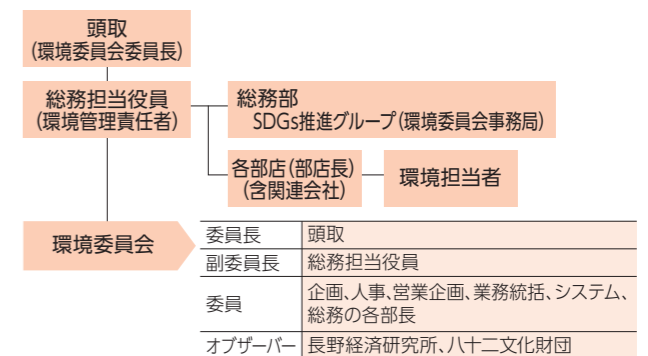 頭取
(環境委員会委員長)
総務担当役員
(環境管理責任者)
総務部
SDGs推進グループ(環境委員会事務局)
各部店(部店長)
(含関連会社)
環境担当者
環境委員会
委員長 頭取
副委員長 総務担当役員
委員 企画、人事、営業企画、業務統括、システム、
総務の各部長
オブザーバー 長野経済研究所、八十二文化財団